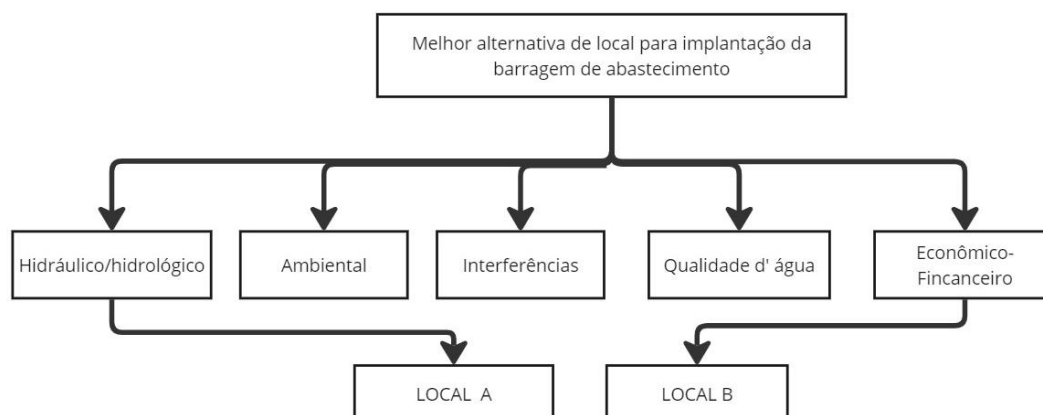 Melhor alternativa de local para implantação da
barragem de abastecimento
Hidráulico/hidrológico
Ambiental
Interferências
Qualidade d' água
Econômico-
Fincanceiro
LOCAL A
LOCAL B